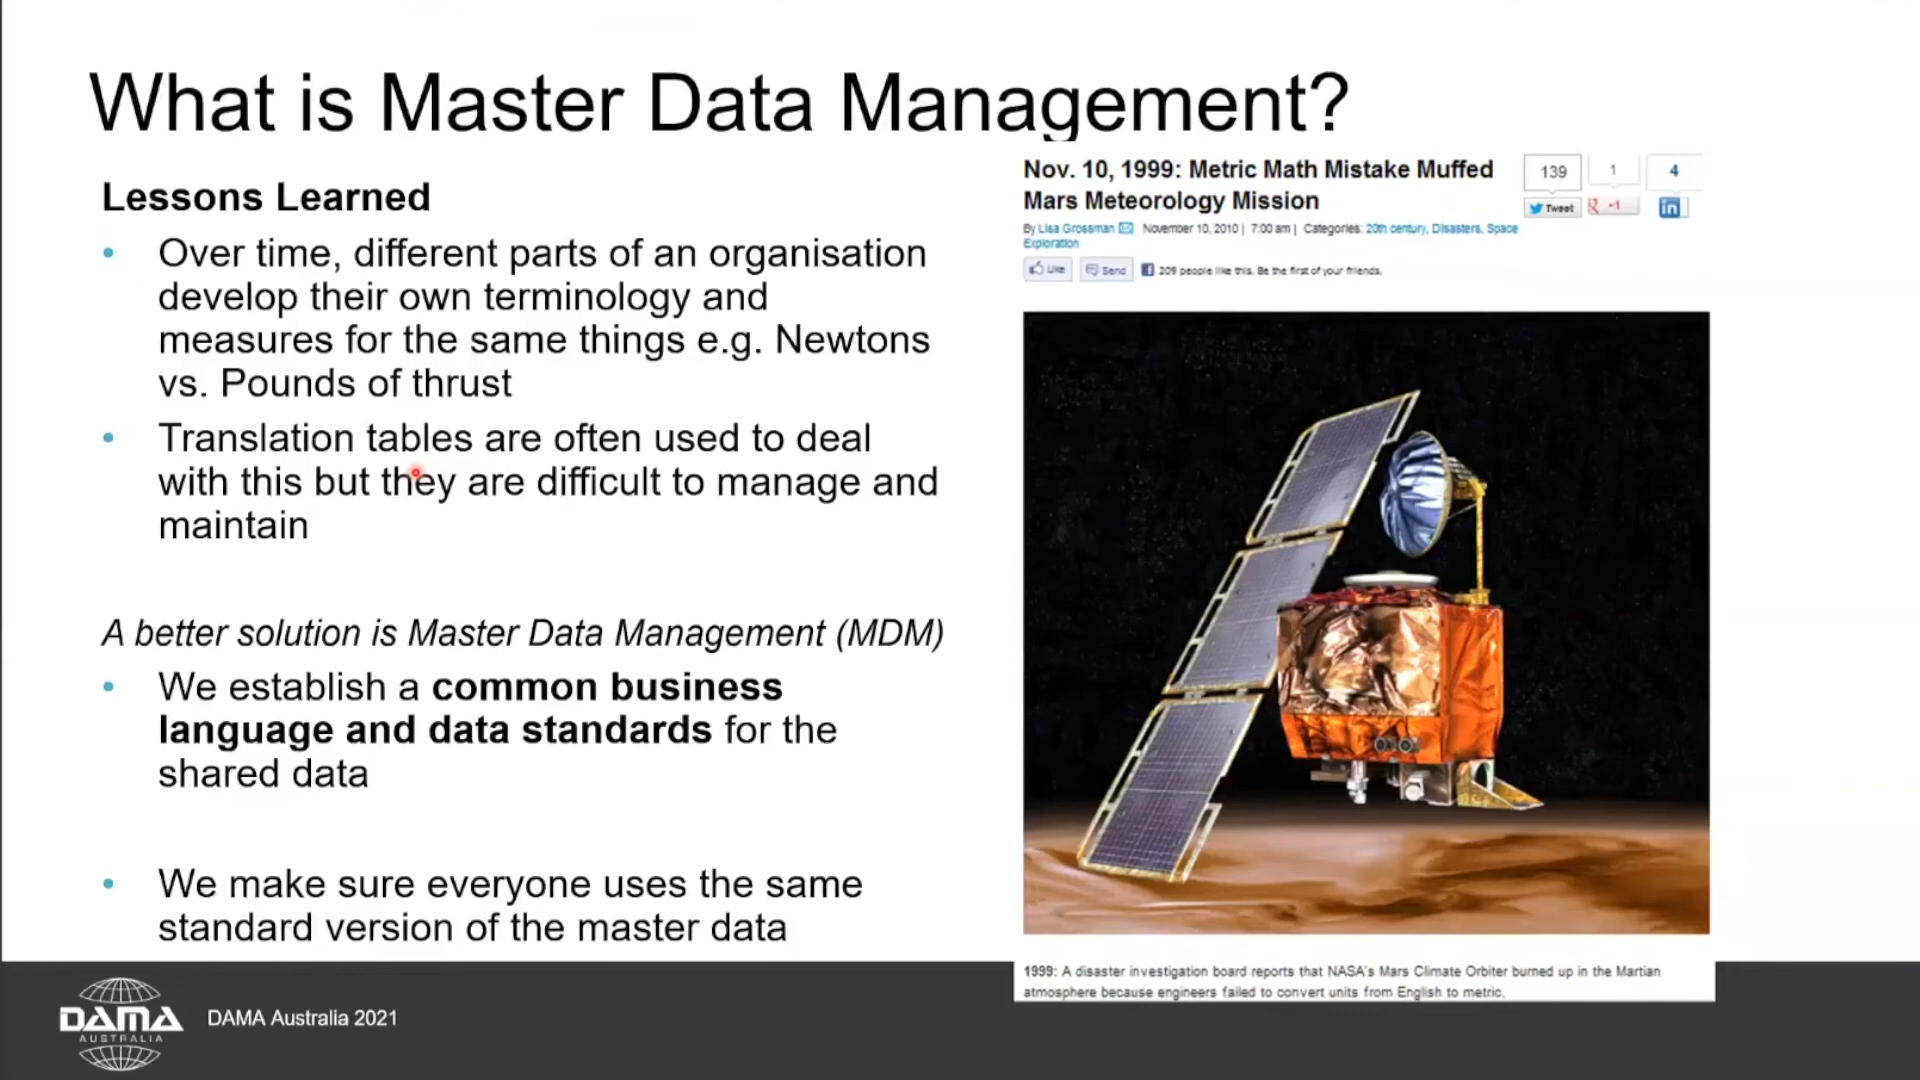 What is Master Data Management?
Lessons Learned
• Over time, different parts of an organisation
develop their own terminology and
measures for the same things e.g. Newtons
vs. Pounds of thrust
• Translation tables are often used to deal
with this but they are difficult to manage and
maintain
A better solution is Master Data Management (MDM)
• We establish a common business
language and data standards for the
shared data
• We make sure everyone uses the same
standard version of the master data
Nov. 10, 1999: Metric Math Mistake Muffed
Mars Meteorology Mission
139
1
4
Tweet
+1
in
By Lisa Grossman November 10, 2010 | 7:00 am | Categories: 20th century, Disasters, Space
Exploration
Like
Send
209 people like this. Be the first of your friends.
1999: A disaster investigation board reports that NASA's Mars Climate Orbiter burned up in the Martian
atmosphere because engineers failed to convert units from English to metric.
DAMA
AUSTRALIA
DAMA Australia 2021